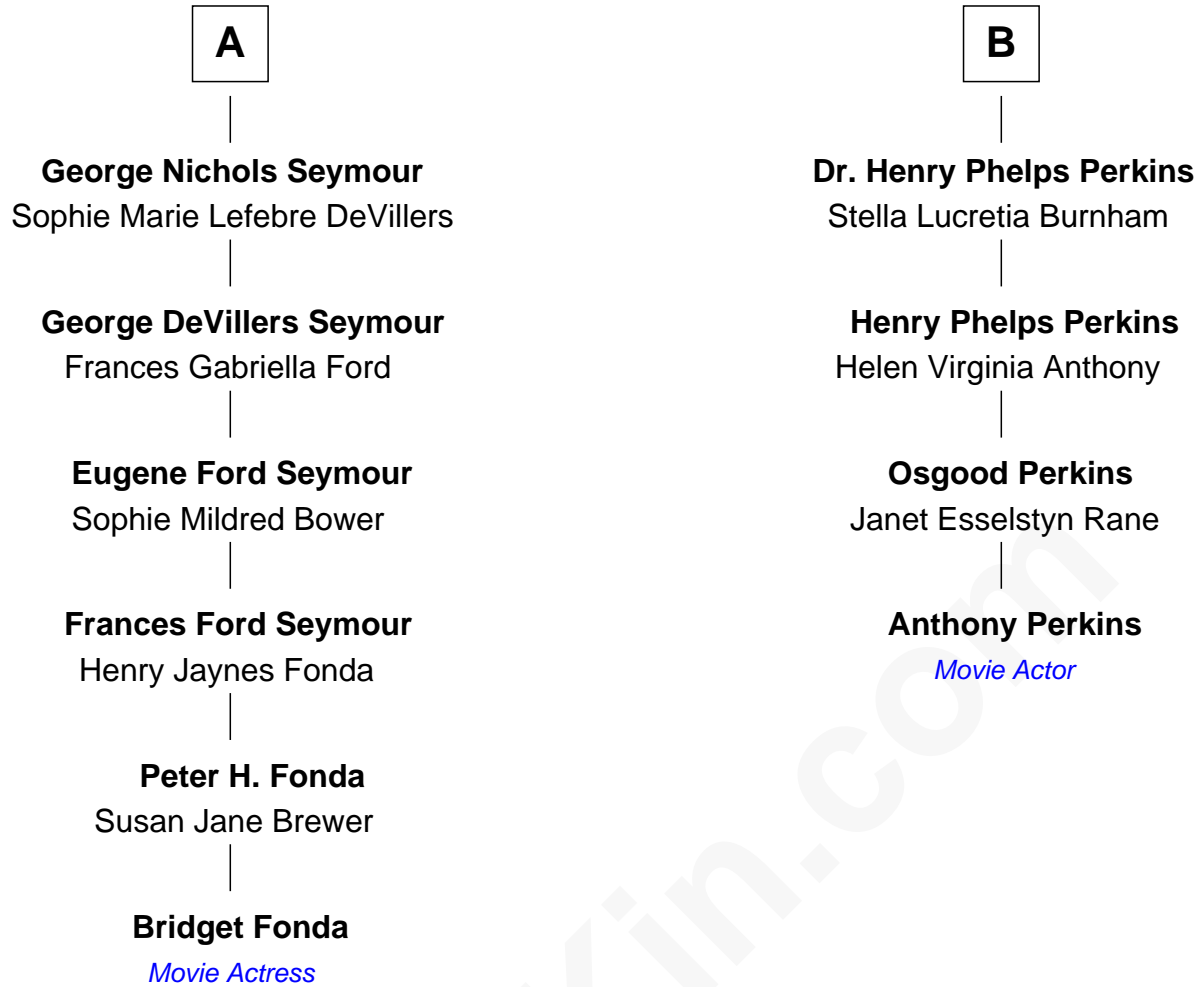 A
George Nichols Seymour
Sophie Marie Lefebre DeVillers
George DeVillers Seymour
Frances Gabriella Ford
Eugene Ford Seymour
Sophie Mildred Bower
Frances Ford Seymour
Henry Jaynes Fonda
Peter H. Fonda
Susan Jane Brewer
Bridget Fonda
Movie Actress
B
Dr. Henry Phelps Perkins
Stella Lucretia Burnham
Henry Phelps Perkins
Helen Virginia Anthony
Osgood Perkins
Janet Esselstyn Rane
Anthony Perkins
Movie Actor